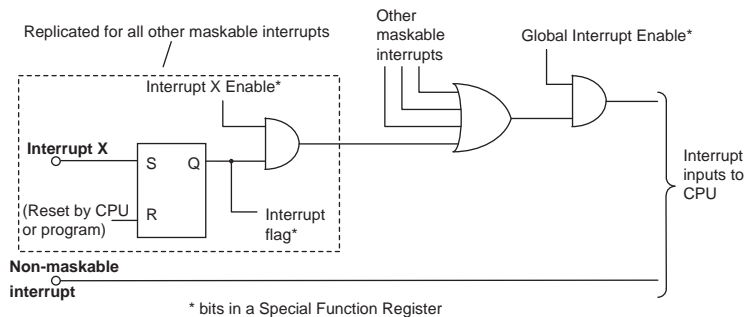 Replicated for all other maskable interrupts
Other
maskable
interrupts
Global Interrupt Enable*
Interrupt X Enable*
Interrupt X
S
Q
(Reset by CPU
or program)
R
Interrupt
flag*
Interrupt
inputs to
CPU
Non-maskable
interrupt
* bits in a Special Function Register